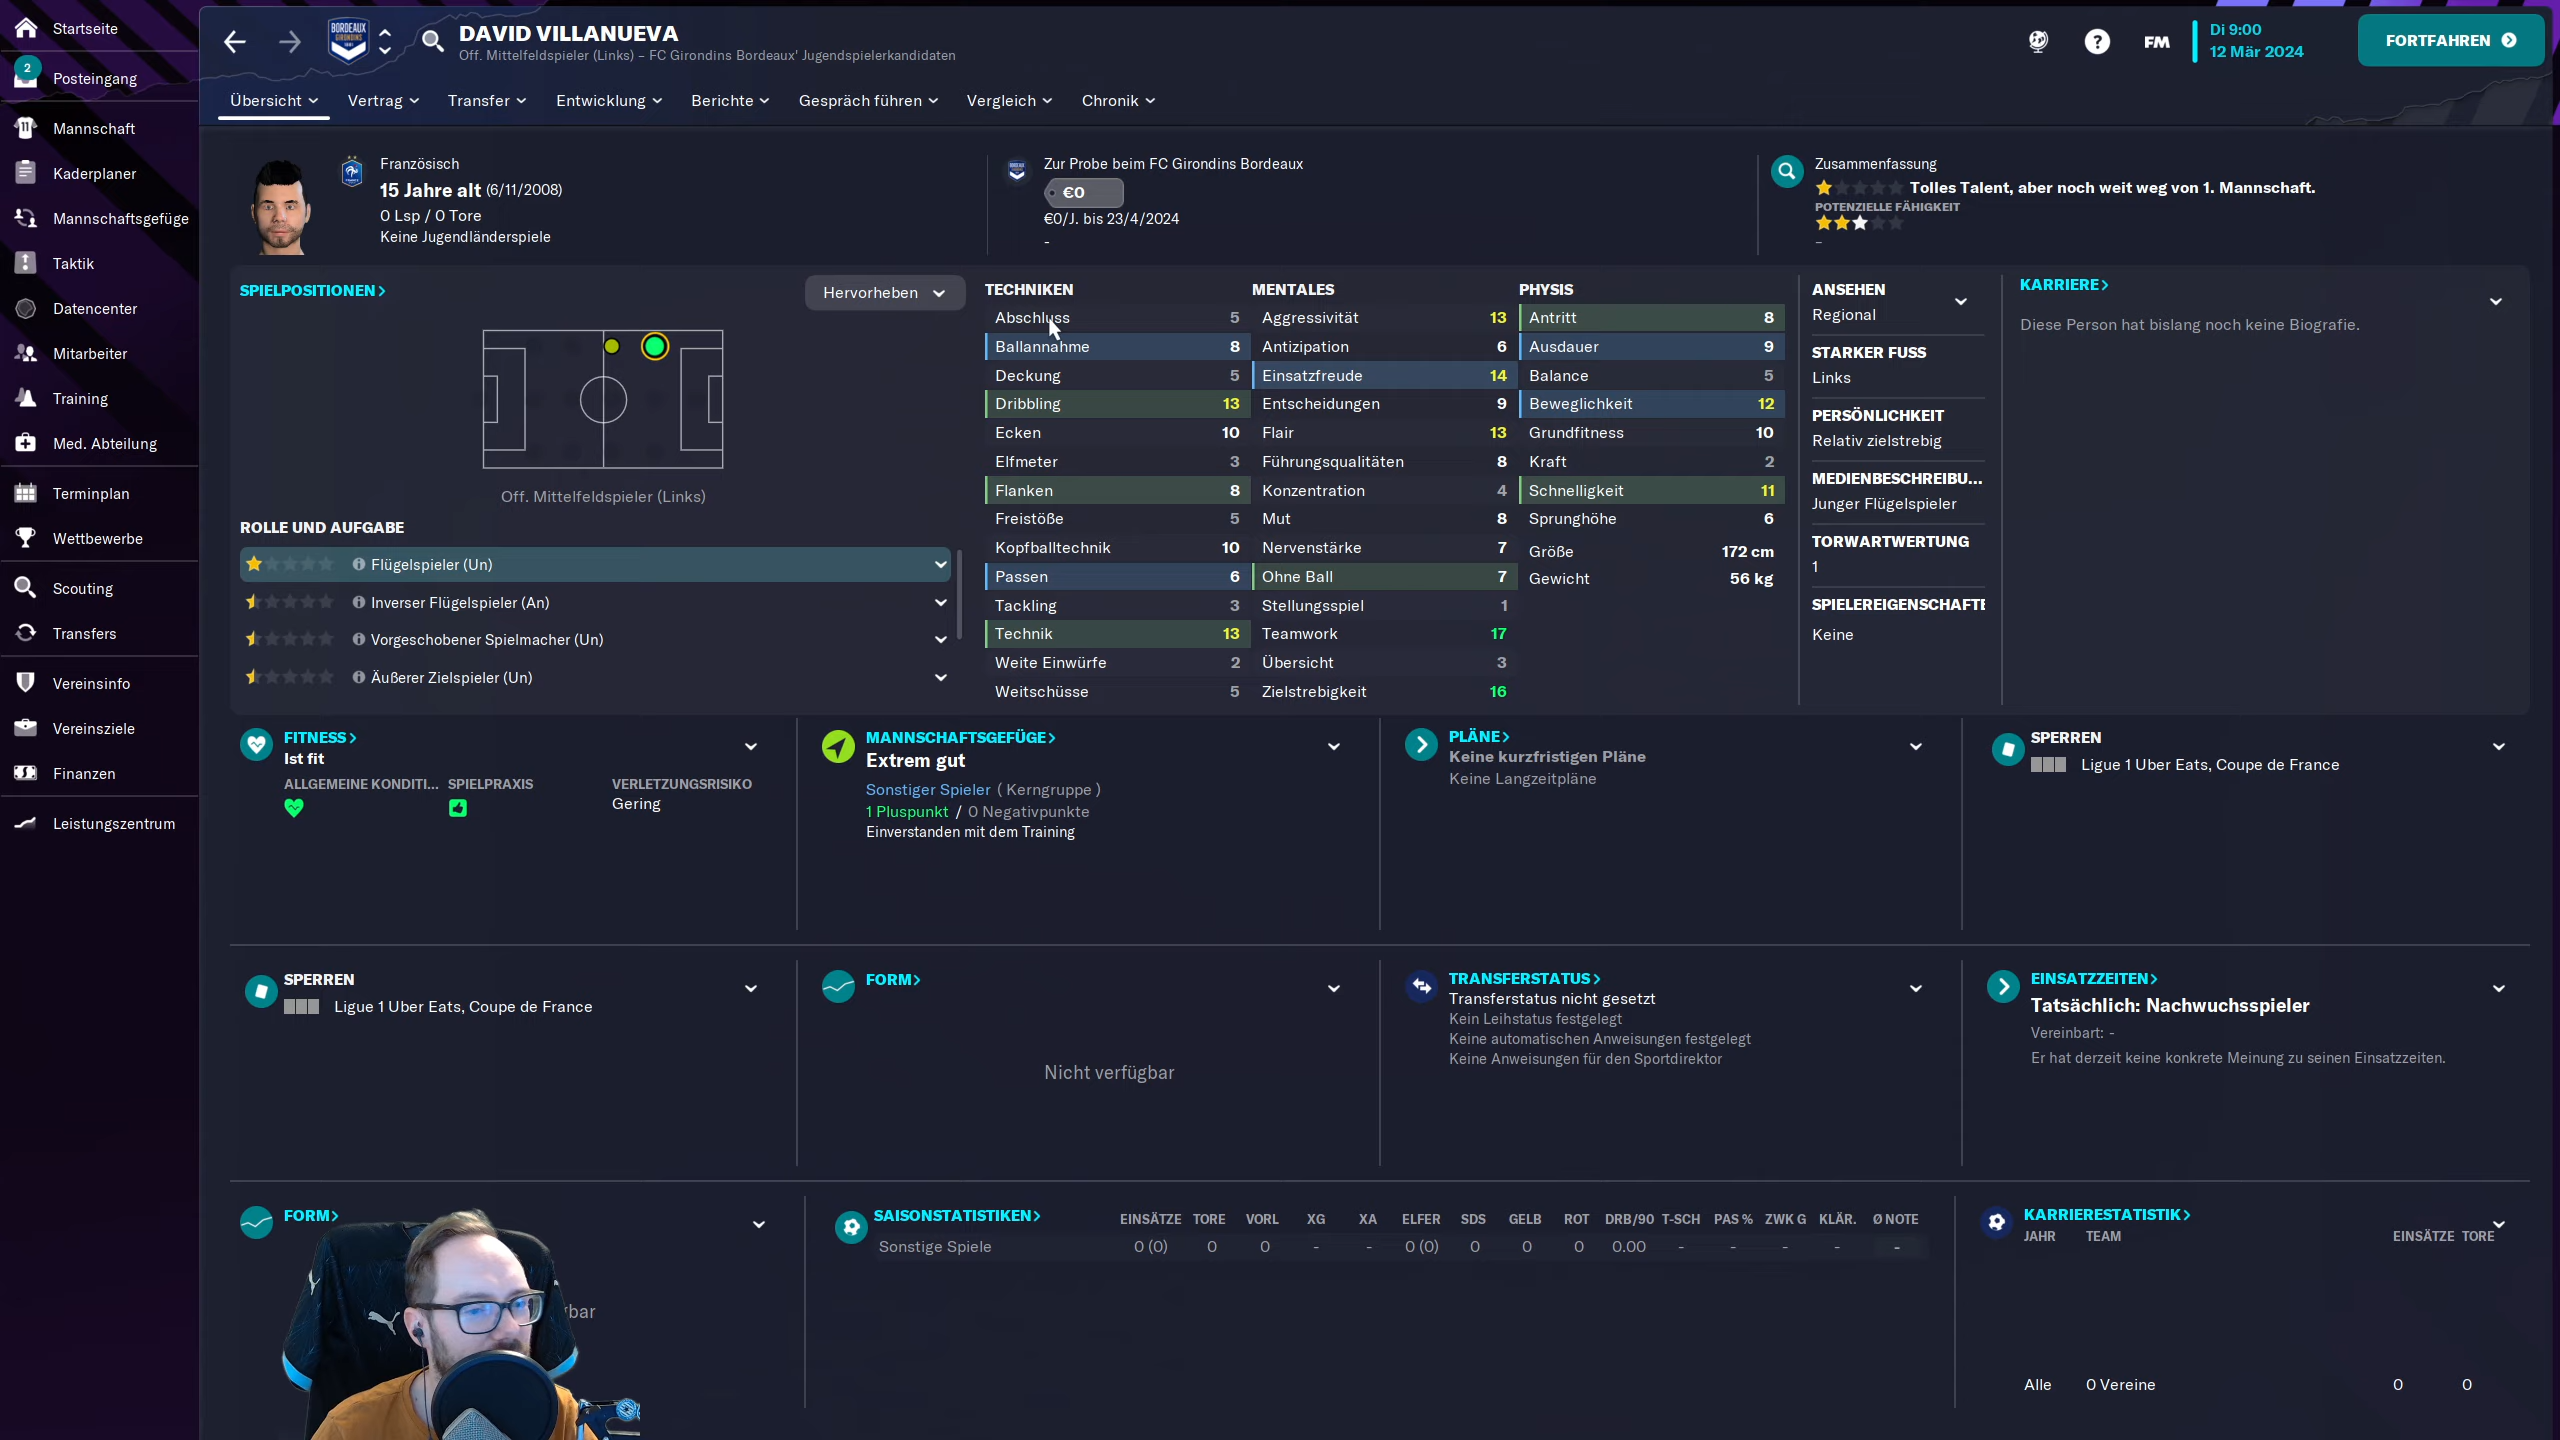 Startseite
2
Posteingang
Mannschaft
Kaderplaner
Mannschaftsgefüge
Taktik
Datencenter
Mitarbeiter
Training
Med. Abteilung
Terminplan
Wettbewerbe
Scouting
Transfers
Vereinsinfo
Vereinsziele
Finanzen
Leistungszentrum
BORDEAUX
GIRONDINS
DAVID VILLANUEVA
Off. Mittelfeldspieler (Links) – FC Girondins Bordeaux' Jugendspielerkandidaten
FM
Di 9:00
12 Mär 2024
FORTFAHREN
Übersicht Vertrag Transfer Entwicklung Berichte Gespräch führen Vergleich Chronik
Französisch
15 Jahre alt (6/11/2008)
0 Lsp / 0 Tore
Keine Jugendländerspiele
Zur Probe beim FC Girondins Bordeaux
€0
€0/J. bis 23/4/2024
-
Zusammenfassung
Tolles Talent, aber noch weit weg von 1. Mannschaft.
POTENZIELLE FÄHIGKEIT
-
SPIELPOSITIONEN>
Hervorheben
Off. Mittelfeldspieler (Links)
ROLLE UND AUFGABE
Flügelspieler (Un)
Inverser Flügelspieler (An)
Vorgeschobener Spielmacher (Un)
Äußerer Zielspieler (Un)
TECHNIKEN
Abschluss 5
Ballannahme 8
Deckung 5
Dribbling 13
Ecken 10
Elfmeter 3
Flanken 8
Freistöße 5
Kopfballtechnik 10
Passen 6
Tackling 3
Technik 13
Weite Einwürfe 2
Weitschüsse 5
MENTALES
Aggressivität 13
Antizipation 6
Einsatzfreude 14
Entscheidungen 9
Flair 13
Führungsqualitäten 8
Konzentration 4
Mut 8
Nervenstärke 7
Ohne Ball 7
Stellungsspiel 1
Teamwork 17
Übersicht 3
Zielstrebigkeit 16
PHYSIS
Antritt 8
Ausdauer 9
Balance 5
Beweglichkeit 12
Grundfitness 10
Kraft 2
Schnelligkeit 11
Sprunghöhe 6
Größe 172 cm
Gewicht 56 kg
ANSEHEN
Regional
STARKER FUSS
Links
PERSÖNLICHKEIT
Relativ zielstrebig
MEDIENBESCHREIBU...
Junger Flügelspieler
TORWARTWERTUNG
1
SPIELEREIGENSCHAFTE
Keine
KARRIERE>
Diese Person hat bislang noch keine Biografie.
FITNESS>
Ist fit
ALLGEMEINE KONDITI... SPIELPRAXIS VERLETZUNGSRISIKO
Gering
MANNSCHAFTSGEFÜGE>
Extrem gut
Sonstiger Spieler ( Kerngruppe )
1 Pluspunkt / 0 Negativpunkte
Einverstanden mit dem Training
PLÄNE>
Keine kurzfristigen Pläne
Keine Langzeitpläne
SPERREN
Ligue 1 Uber Eats, Coupe de France
SPERREN
Ligue 1 Uber Eats, Coupe de France
FORM>
Nicht verfügbar
TRANSFERSTATUS>
Transferstatus nicht gesetzt
Kein Leihstatus festgelegt
Keine automatischen Anweisungen festgelegt
Keine Anweisungen für den Sportdirektor
EINSATZZEITEN>
Tatsächlich: Nachwuchsspieler
Vereinbart: -
Er hat derzeit keine konkrete Meinung zu seinen Einsatzzeiten.
FORM>
gbar
SAISONSTATISTIKEN> EINSÄTZE TORE VORL XG XA ELFER SDS GELB ROT DRB/90 T-SCH PAS % ZWK G KLÄR. Ø NOTE
Sonstige Spiele 0 (0) 0 0 - - 0 (0) 0 0 0 0.00 - - - - -
KARRIERESTATISTIK>
JAHR TEAM EINSÄTZE TORE
Alle 0 Vereine 0 0